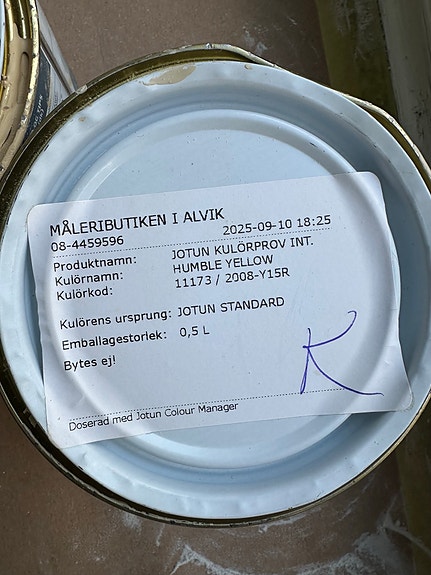 MÅLERIBUTIKEN I ALVIK
08-4459596 2025-09-10 18:25
Produktnamn: JOTUN KULÖRPROV INT.
Kulörnamn: HUMBLE YELLOW
Kulörkod: 11173 / 2008-Y15R
Kulörens ursprung: JOTUN STANDARD
Emballagestorlek: 0,5 L
Bytes ej!
K
Doserad med Jotun Colour Manager